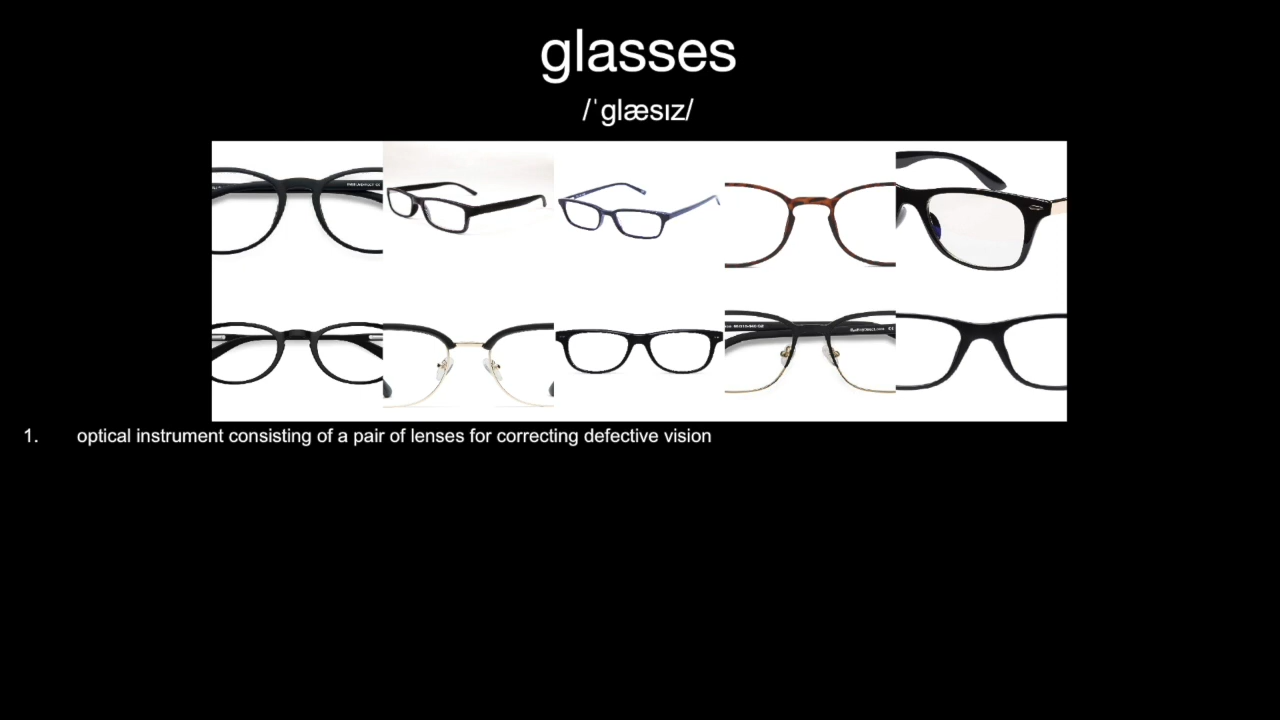 glasses
/ˈglæsɪz/
1. optical instrument consisting of a pair of lenses for correcting defective vision